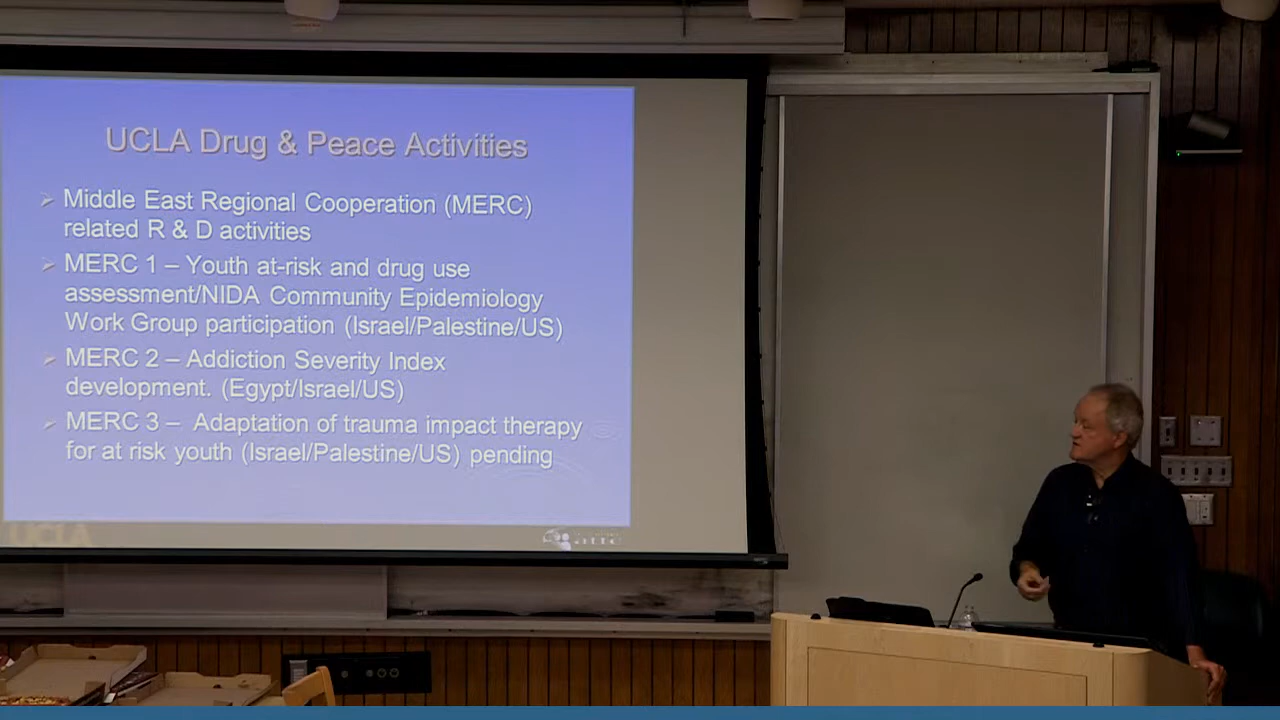 UCLA Drug & Peace Activities
Middle East Regional Cooperation (MERC)
related R & D activities
MERC 1 – Youth at-risk and drug use
assessment/NIDA Community Epidemiology
Work Group participation (Israel/Palestine/US)
MERC 2 – Addiction Severity Index
development. (Egypt/Israel/US)
MERC 3 – Adaptation of trauma impact therapy
for at risk youth (Israel/Palestine/US) pending
UCLA